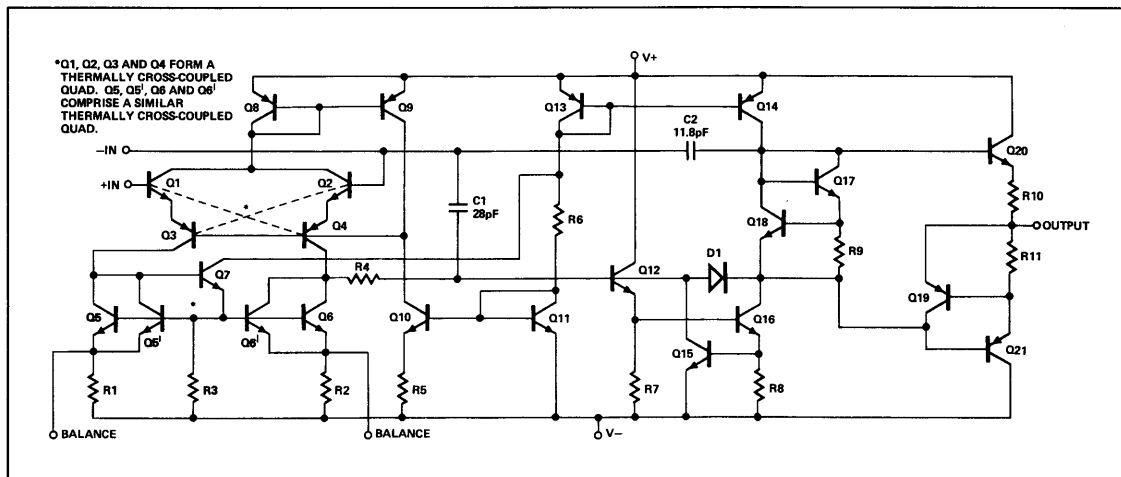 *Q1, Q2, Q3 AND Q4 FORM A
THERMALLY CROSS-COUPLED
QUAD. Q5, Q5', Q6 AND Q6'
COMPRISE A SIMILAR
THERMALLY CROSS-COUPLED
QUAD.
V+
Q8
Q9
Q13
Q14
C2
11.8pF
Q20
–IN
+IN
Q1
Q2
*
C1
28pF
Q17
R10
Q3
Q4
R6
Q18
R9
OUTPUT
R11
Q7
R4
Q12
D1
Q19
*
Q5
Q5'
Q6'
Q6
Q10
Q11
Q16
Q15
Q21
R1
R3
R2
R5
R7
R8
BALANCE
BALANCE
V–